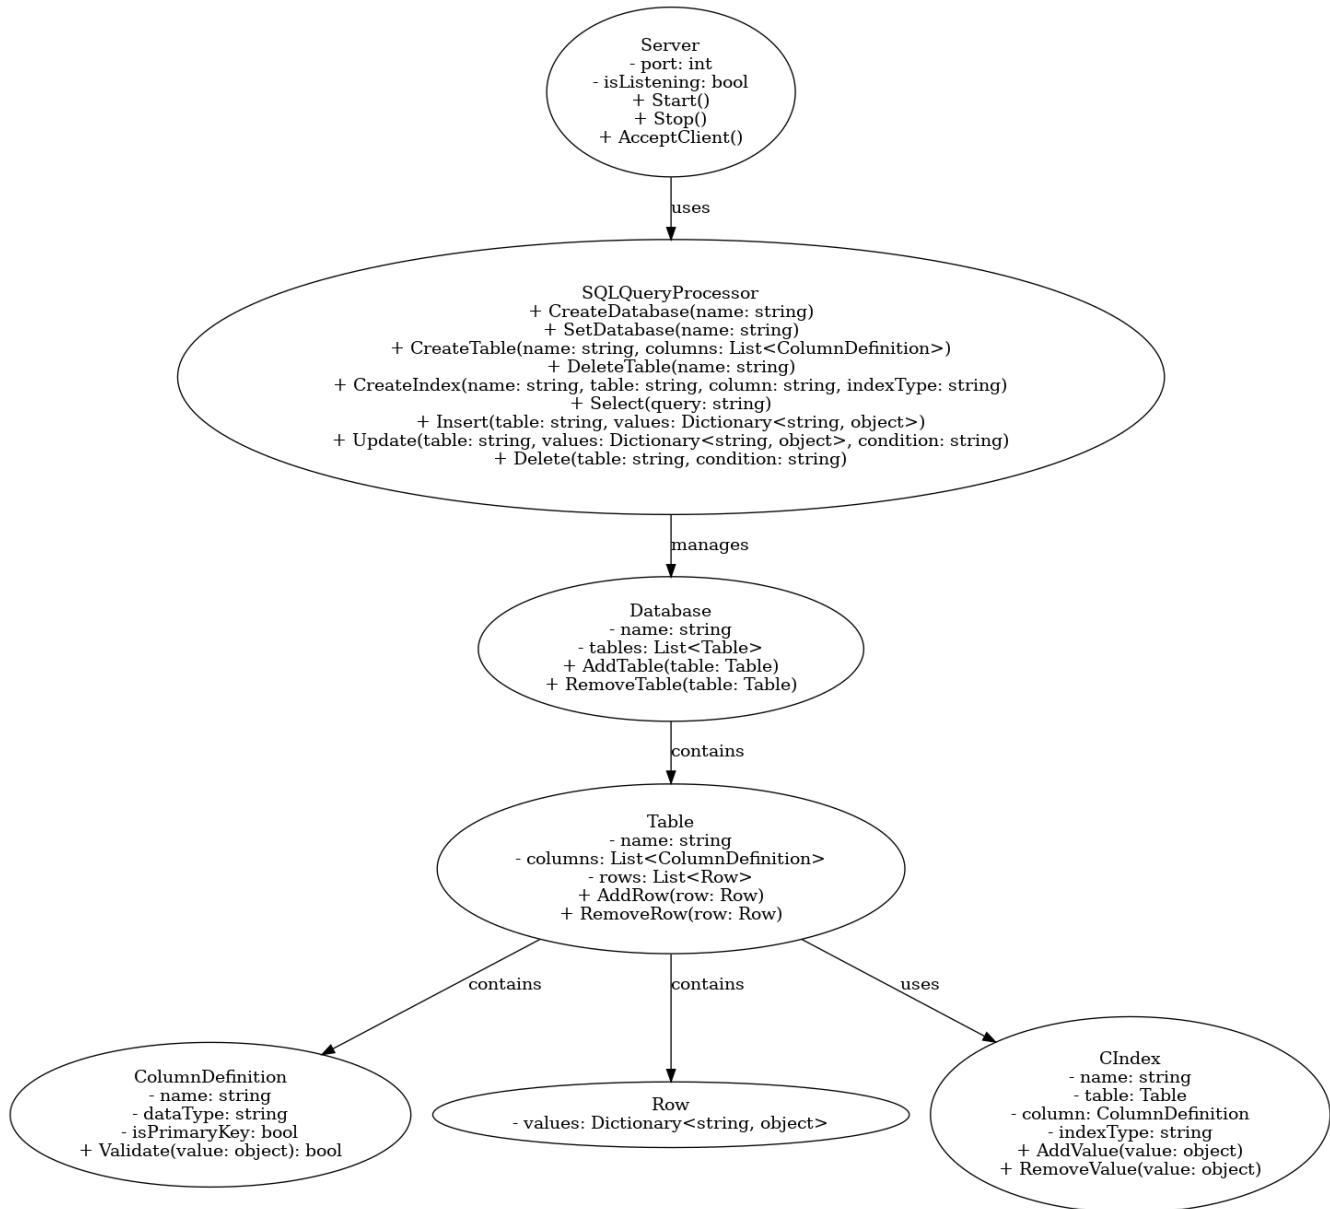 Server
- port: int
- isListening: bool
+ Start()
+ Stop()
+ AcceptClient()
uses
SQLQueryProcessor
+ CreateDatabase(name: string)
+ SetDatabase(name: string)
+ CreateTable(name: string, columns: List<ColumnDefinition>)
+ DeleteTable(name: string)
+ CreateIndex(name: string, table: string, column: string, indexType: string)
+ Select(query: string)
+ Insert(table: string, values: Dictionary<string, object>)
+ Update(table: string, values: Dictionary<string, object>, condition: string)
+ Delete(table: string, condition: string)
manages
Database
- name: string
- tables: List<Table>
+ AddTable(table: Table)
+ RemoveTable(table: Table)
contains
Table
- name: string
- columns: List<ColumnDefinition>
- rows: List<Row>
+ AddRow(row: Row)
+ RemoveRow(row: Row)
contains
contains
uses
ColumnDefinition
- name: string
- dataType: string
- isPrimaryKey: bool
+ Validate(value: object): bool
Row
- values: Dictionary<string, object>
CIndex
- name: string
- table: Table
- column: ColumnDefinition
- indexType: string
+ AddValue(value: object)
+ RemoveValue(value: object)